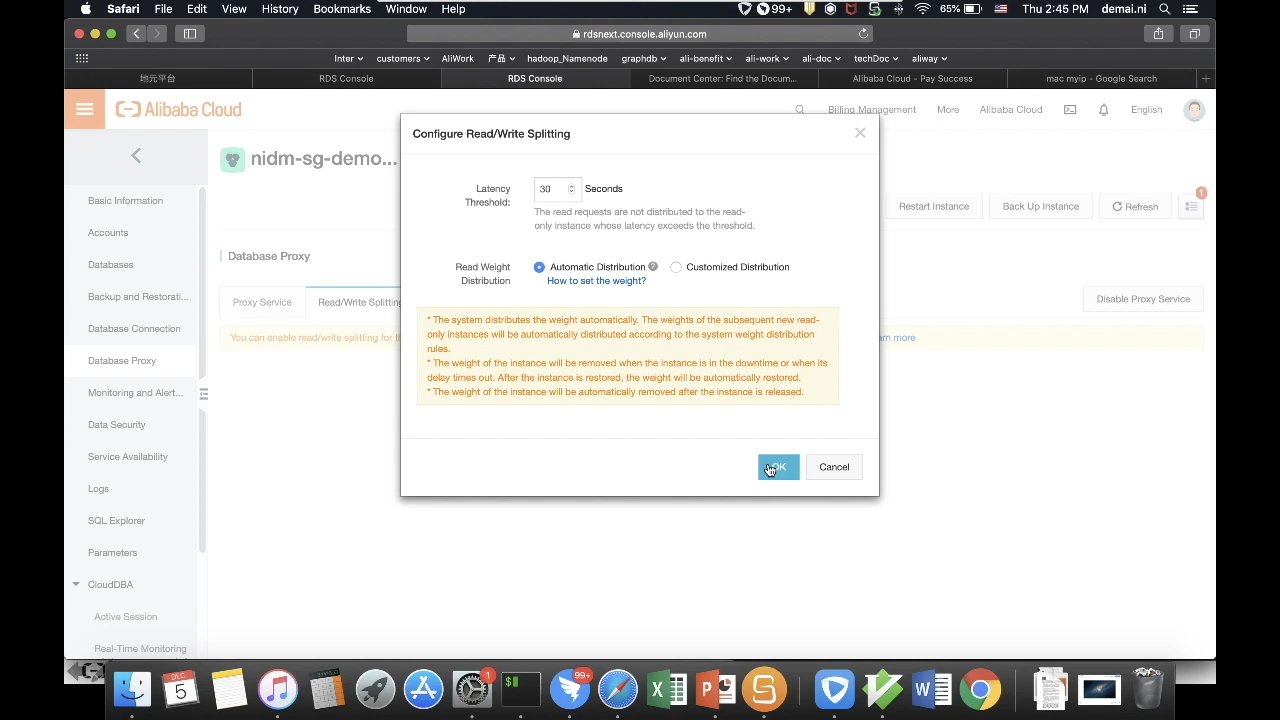 Safari File Edit View History Bookmarks Window Help 99+ 65% Thu 2:45 PM demai.ni
rdsnext.console.aliyun.com
Inter customers AliWork 产品 hadoop_Namenode graphdb ali-benefit ali-work ali-doc techDoc aliway
地元平台 RDS Console RDS Console Document Center: Find the Docum... Alibaba Cloud - Pay Success mac myip - Google Search
Alibaba Cloud Billing Management More Alibaba Cloud English
nidm-sg-demo...
Restart Instance Back Up Instance Refresh 1
Basic Information
Accounts
Databases
Backup and Restorati...
Database Connection
Database Proxy
Monitoring and Alert...
Data Security
Service Availability
Logs
SQL Explorer
Parameters
CloudDBA
Active Session
Real-Time Monitoring
Database Proxy
Proxy Service Read/Write Splitting Disable Proxy Service
You can enable read/write splitting for th
rn more
Configure Read/Write Splitting
Latency Threshold: 30 Seconds
The read requests are not distributed to the read-
only instance whose latency exceeds the threshold.
Read Weight Distribution Automatic Distribution ? Customized Distribution
How to set the weight?
* The system distributes the weight automatically. The weights of the subsequent new read-
only instances will be automatically distributed according to the system weight distribution
rules.
* The weight of the instance will be removed when the instance is in the downtime or when its
delay times out. After the instance is restored, the weight will be automatically restored.
* The weight of the instance will be automatically removed after the instance is released.
OK Cancel
DEC
5
1
$
99+
X
P
S
W